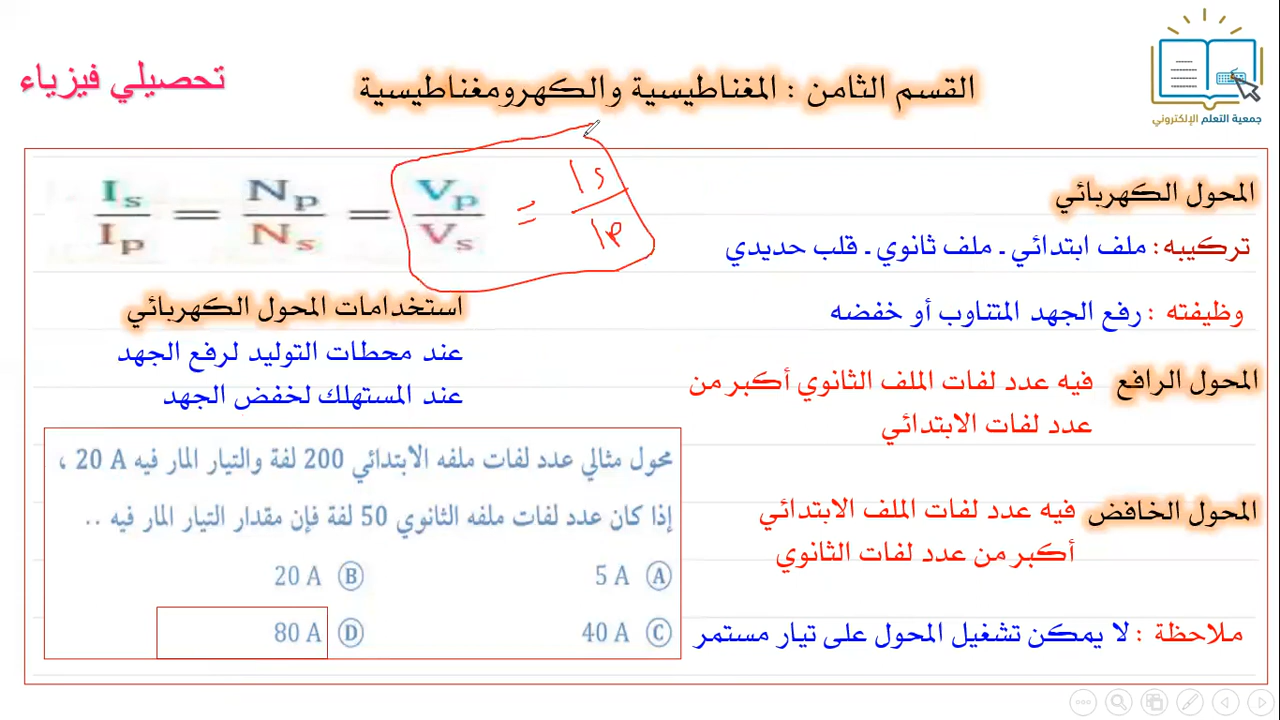 تحصيلي فيزياء
القسم الثامن : المغناطيسية والكهرومغناطيسية
جمعية التعلم الإلكتروني
المحول الكهربائي
تركيبه : ملف ابتدائي ـ ملف ثانوي ـ قلب حديدي
وظيفته : رفع الجهد المتناوب أو خفضه
المحول الرافع فيه عدد لفات الملف الثانوي أكبر من
عدد لفات الابتدائي
المحول الخافض فيه عدد لفات الملف الابتدائي
أكبر من عدد لفات الثانوي
ملاحظة : لا يمكن تشغيل المحول على تيار مستمر
Is/Ip = Np/Ns = Vp/Vs = Is/Ip
استخدامات المحول الكهربائي
عند محطات التوليد لرفع الجهد
عند المستهلك لخفض الجهد
محول مثالي عدد لفات ملفه الابتدائي 200 لفة والتيار المار فيه 20 A ،
إذا كان عدد لفات ملفه الثانوي 50 لفة فإن مقدار التيار المار فيه ..
A 5 A B 20 A
C 40 A D 80 A